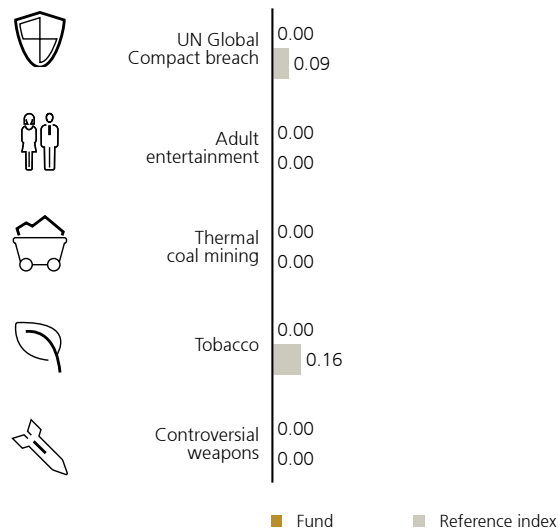 UN Global
Compact breach
0.00
0.09
Adult
entertainment
0.00
0.00
Thermal
coal mining
0.00
0.00
Tobacco
0.00
0.16
Controversial
weapons
0.00
0.00
Fund
Reference index